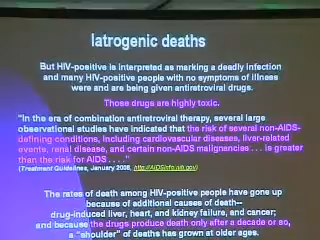 Iatrogenic deaths
But HIV-positive is interpreted as marking a deadly infection
and many HIV-positive people with no symptoms of illness
were and are being given antiretroviral drugs.
Those drugs are highly toxic.
"In the era of combination antiretroviral therapy, several large
observational studies have indicated that the risk of several non-AIDS-
defining conditions, including cardiovascular diseases, liver-related
events, renal disease, and certain non-AIDS malignancies . . . is greater
than the risk for AIDS . . . ."
(Treatment Guidelines, January 2008, http://AIDSinfo.nih.gov)
The rates of death among HIV-positive people have gone up
because of additional causes of death--
drug-induced liver, heart, and kidney failure, and cancer;
and because the drugs produce death only after a decade or so,
a "shoulder" of deaths has grown at older ages.